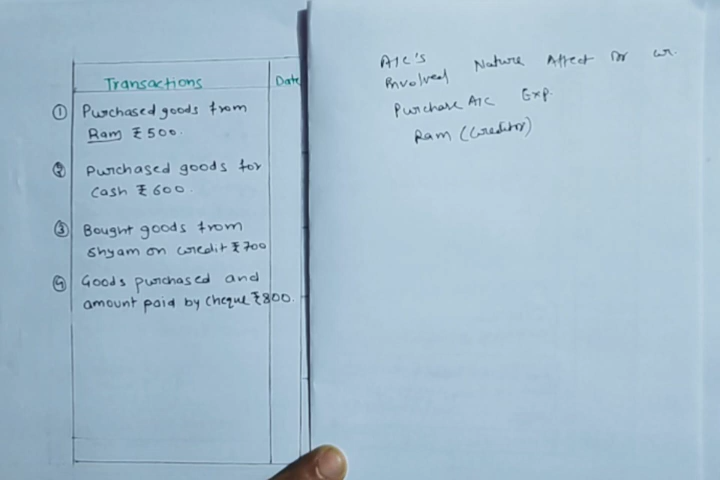 Transactions
Date
① Purchased goods from
Ram ₹ 500.
② Purchased goods for
cash ₹ 600.
③ Bought goods from
Shyam on credit ₹ 700
④ Goods purchased and
amount paid by cheque ₹ 800.
A/c's
Involved Nature Affect Dr Cr.
Purchase A/c Exp.
Ram (Creditor)